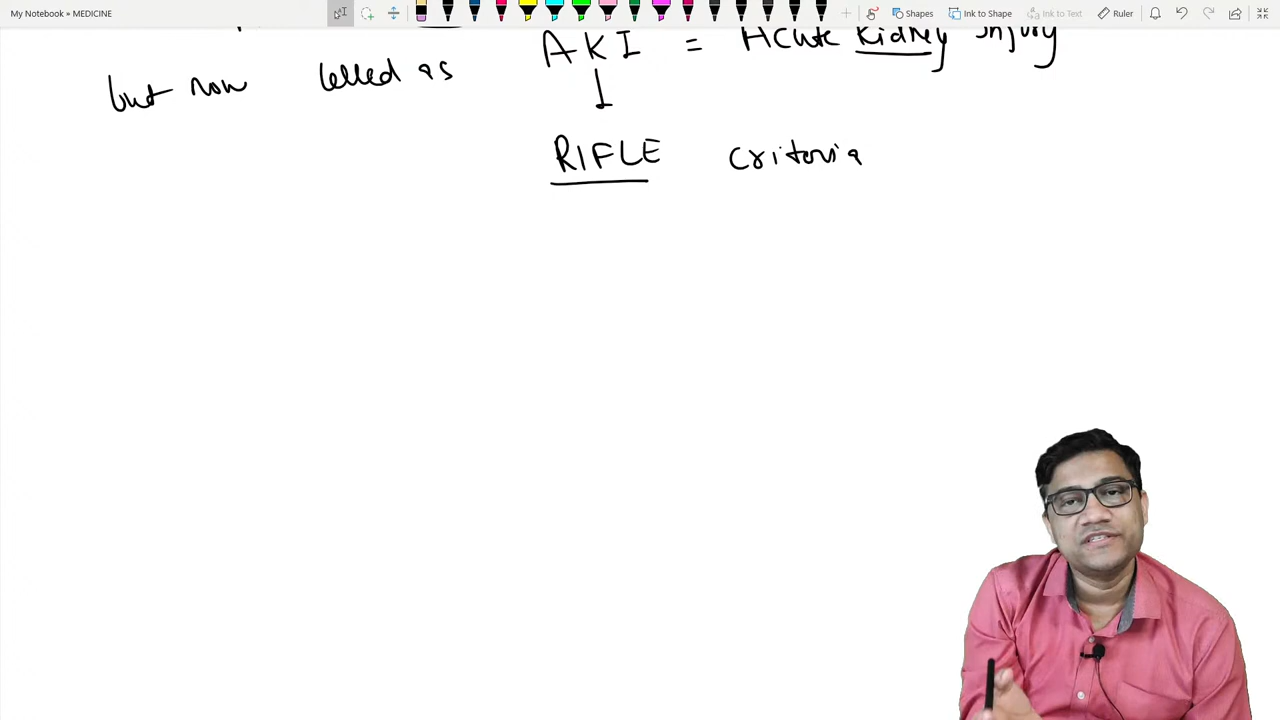 My Notebook » MEDICINE
Shapes Ink to Shape Ink to Text Ruler
AKI = Acute Kidney Injury
but now called as
RIFLE criteria